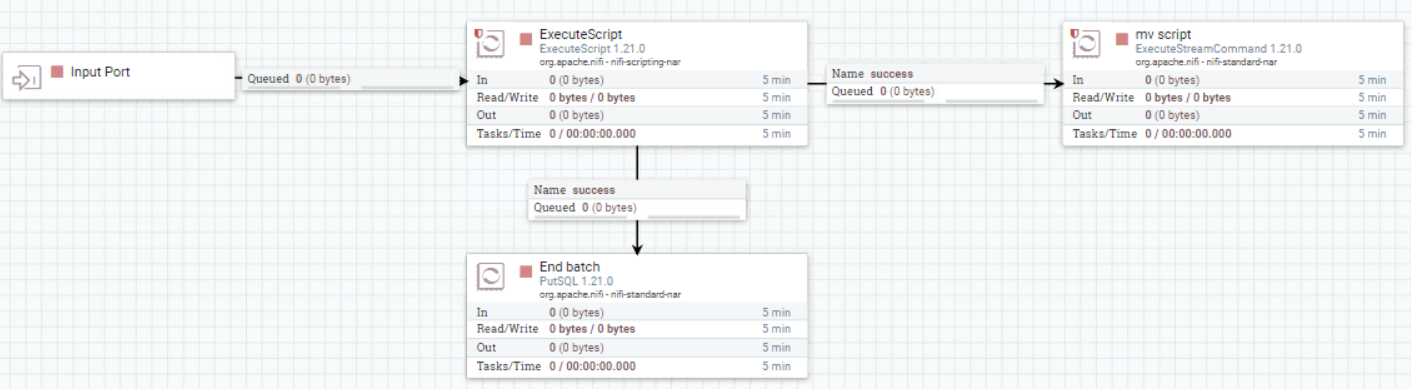 Input Port
Queued 0 (0 bytes)
ExecuteScript
ExecuteScript 1.21.0
org.apache.nifi - nifi-scripting-nar
In 0 (0 bytes) 5 min
Read/Write 0 bytes / 0 bytes 5 min
Out 0 (0 bytes) 5 min
Tasks/Time 0 / 00:00:00.000 5 min
Name success
Queued 0 (0 bytes)
mv script
ExecuteStreamCommand 1.21.0
org.apache.nifi - nifi-standard-nar
In 0 (0 bytes) 5 min
Read/Write 0 bytes / 0 bytes 5 min
Out 0 (0 bytes) 5 min
Tasks/Time 0 / 00:00:00.000 5 min
Name success
Queued 0 (0 bytes)
End batch
PutSQL 1.21.0
org.apache.nifi - nifi-standard-nar
In 0 (0 bytes) 5 min
Read/Write 0 bytes / 0 bytes 5 min
Out 0 (0 bytes) 5 min
Tasks/Time 0 / 00:00:00.000 5 min